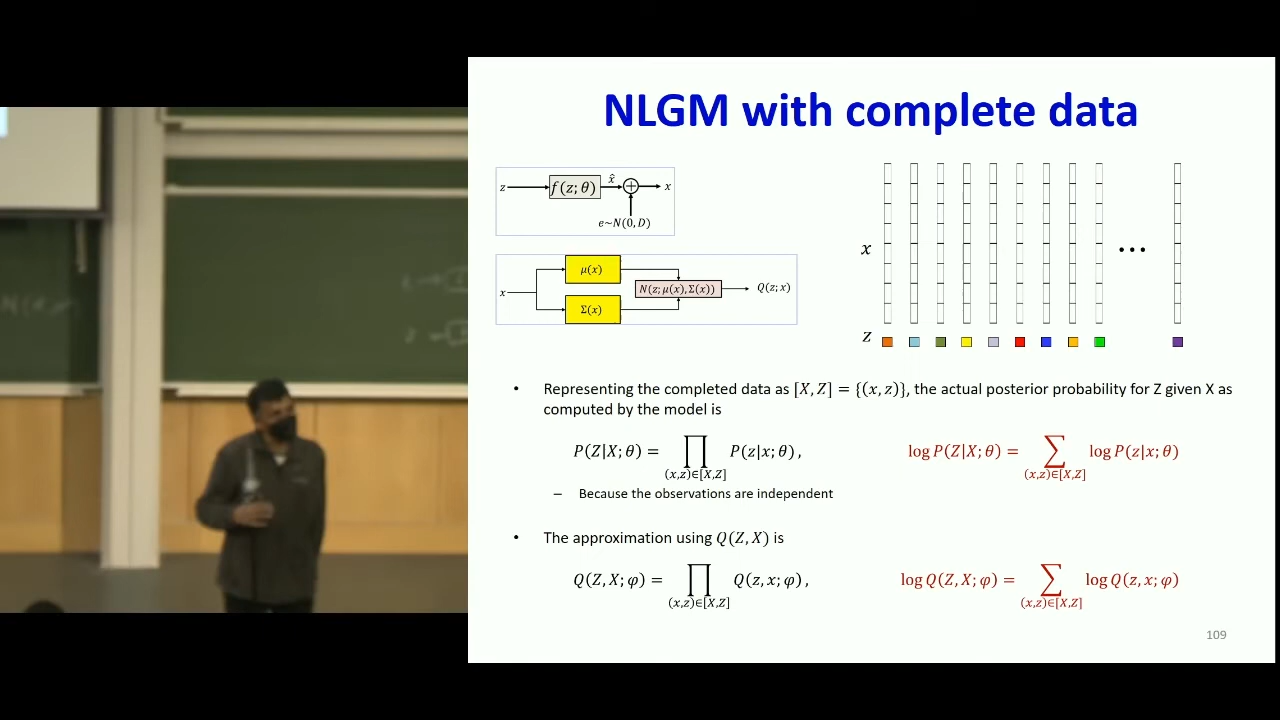 NLGM with complete data
z f(z;θ) x̂ x
e~N(0,D)
μ(x)
x N(z;μ(x),Σ(x)) Q(z;x)
Σ(x)
x ...
z
• Representing the completed data as [X,Z] = {(x,z)}, the actual posterior probability for Z given X as
computed by the model is
P(Z|X;θ) = ∏ P(z|x;θ), log P(Z|X;θ) = ∑ log P(z|x;θ)
(x,z)∈[X,Z] (x,z)∈[X,Z]
– Because the observations are independent
• The approximation using Q(Z,X) is
Q(Z,X;φ) = ∏ Q(z,x;φ), log Q(Z,X;φ) = ∑ log Q(z,x;φ)
(x,z)∈[X,Z] (x,z)∈[X,Z]
109